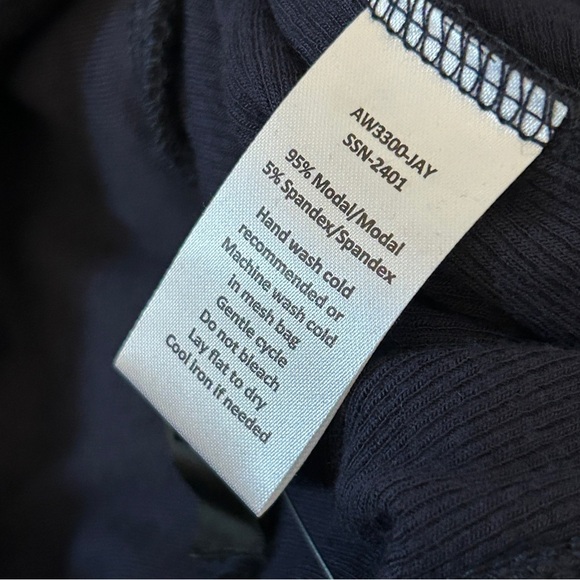 AW3300-JAY
SSN-2401
95% Modal/Modal
5% Spandex/Spandex
Hand wash cold
recommended or
Machine wash cold
in mesh bag
Gentle cycle
Do not bleach
Lay flat to dry
Cool Iron if needed